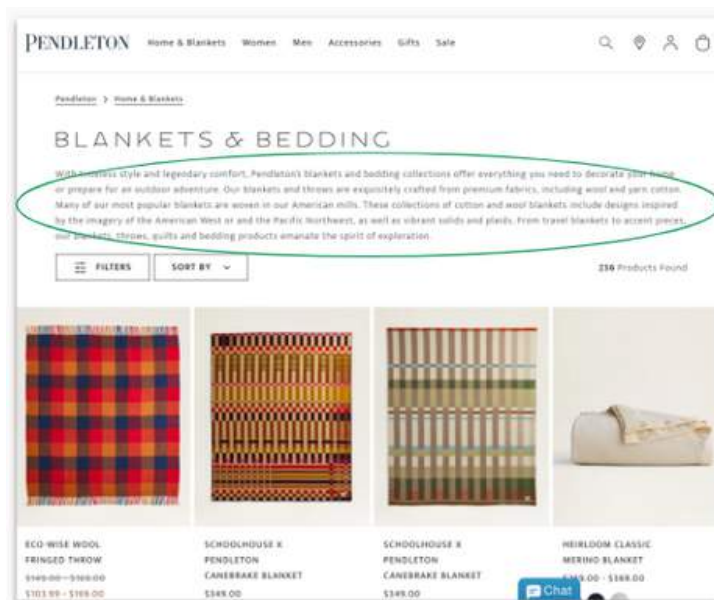 PENDLETON Home & Blankets Women Men Accessories Gifts Sale
Pendleton > Home & Blankets
BLANKETS & BEDDING
With timeless style and legendary comfort, Pendleton's blankets and bedding collections offer everything you need to decorate your home
or prepare for an outdoor adventure. Our blankets and throws are exquisitely crafted from premium fabrics, including wool and yarn cotton.
Many of our most popular blankets are woven in our American mills. These collections of cotton and wool blankets include designs inspired
by the imagery of the American West or and the Pacific Northwest, as well as vibrant solids and plaids. From travel blankets to accent pieces,
our blankets, throws, quilts and bedding products emanate the spirit of exploration.
FILTERS SORT BY
236 Products Found
ECO-WISE WOOL
FRINGED THROW
$149.00 - $169.00
$103.99 - $169.00
SCHOOLHOUSE X
PENDLETON
CANEBRAKE BLANKET
$349.00
SCHOOLHOUSE X
PENDLETON
CANEBRAKE BLANKET
$349.00
HEIRLOOM CLASSIC
MERINO BLANKET
- $369.00
Chat